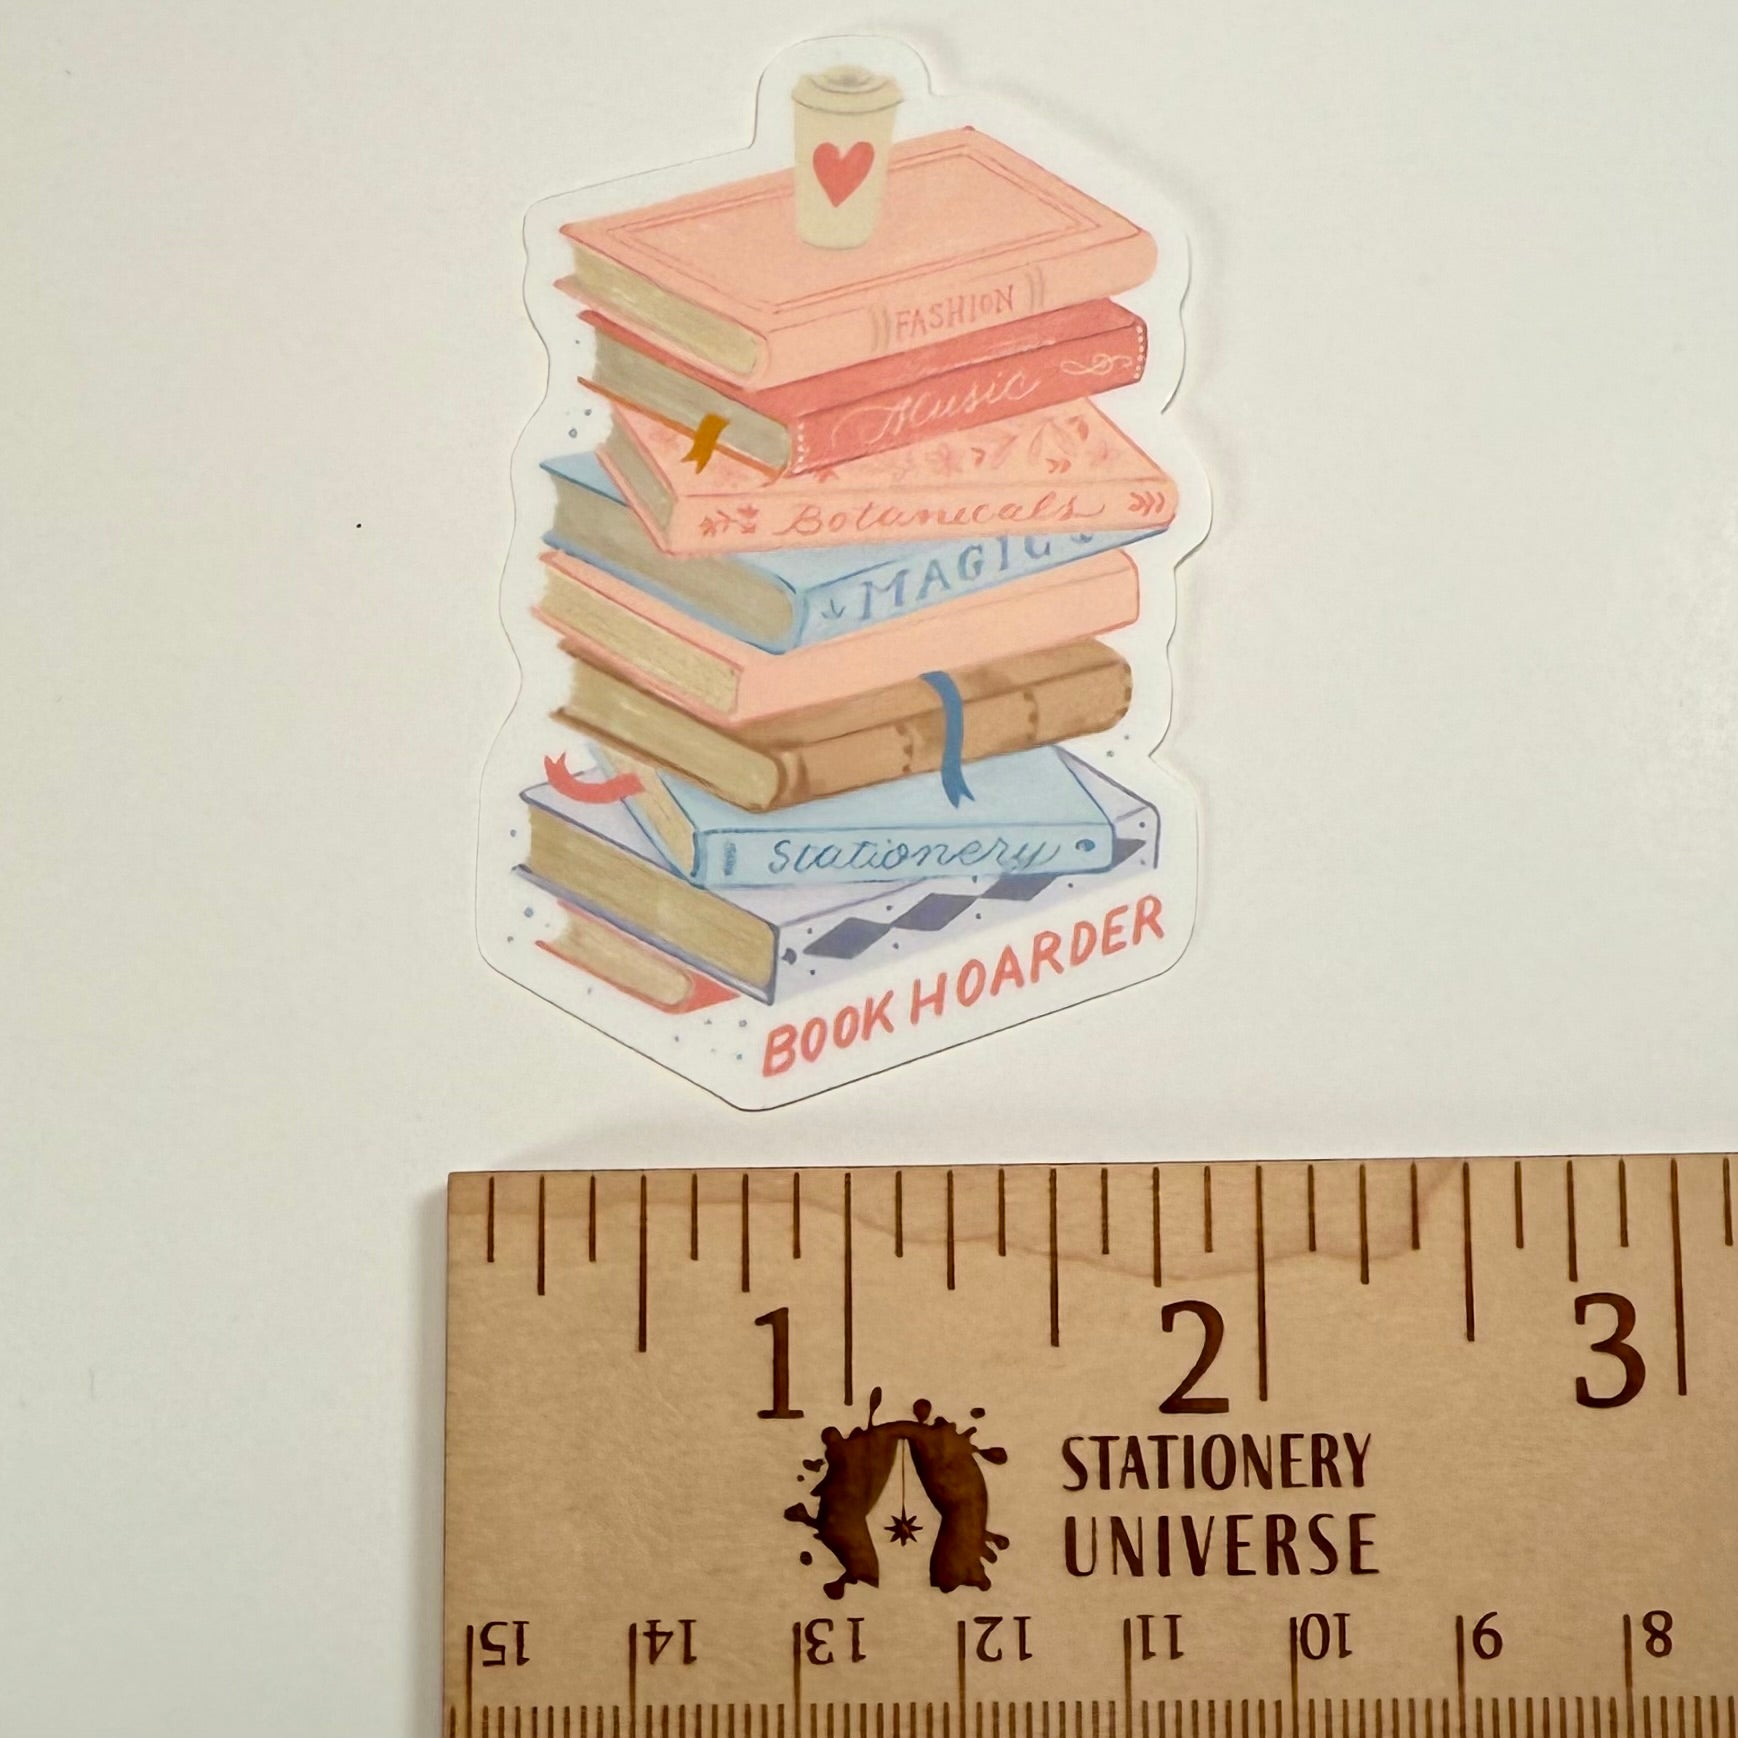 FASHION
Music
Botanicals
MAGIC
Stationery
BOOK HOARDER
1 2 3
STATIONERY
UNIVERSE
15 14 13 12 11 10 9 8